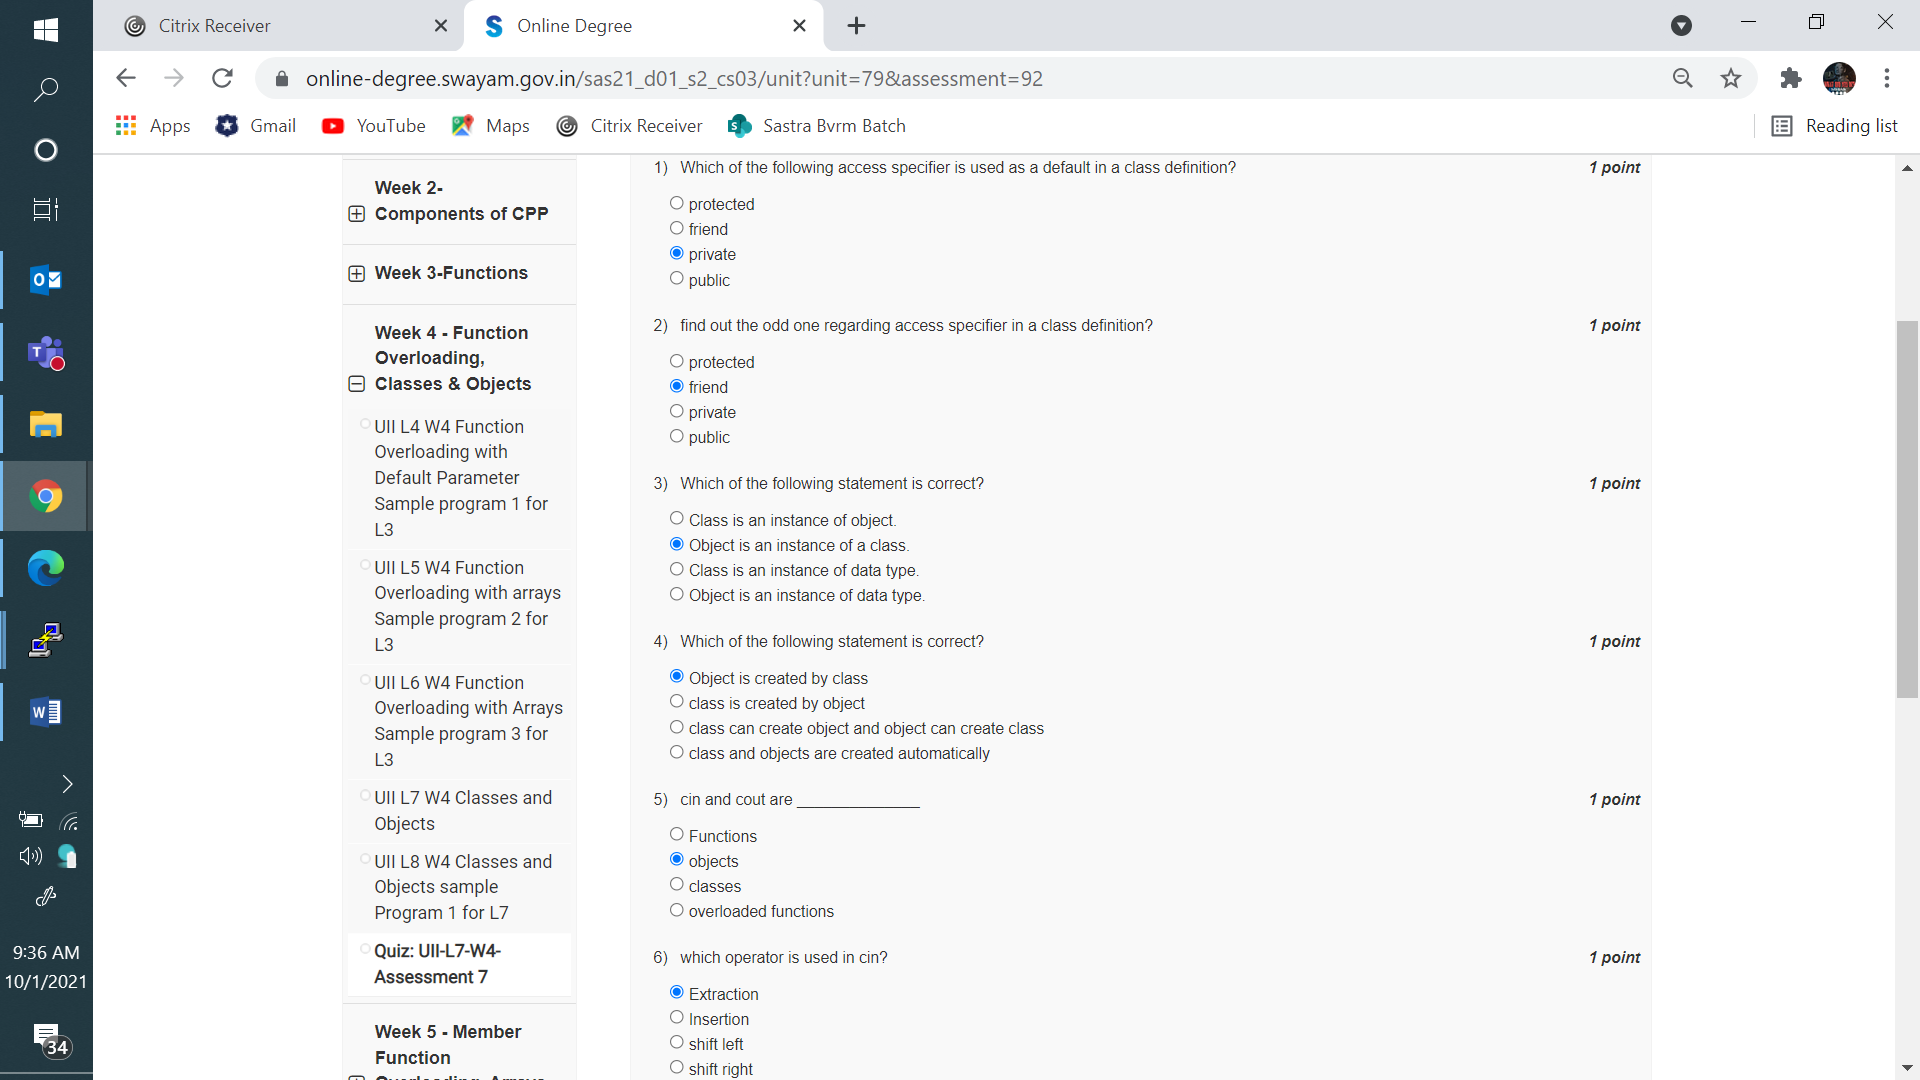 Citrix Receiver
Online Degree
online-degree.swayam.gov.in/sas21_d01_s2_cs03/unit?unit=79&assessment=92
Apps
Gmail
YouTube
Maps
Citrix Receiver
Sastra Bvrm Batch
Reading list
Week 2-
Components of CPP
Week 3-Functions
Week 4 - Function
Overloading,
Classes & Objects
UII L4 W4 Function
Overloading with
Default Parameter
Sample program 1 for
L3
UII L5 W4 Function
Overloading with arrays
Sample program 2 for
L3
UII L6 W4 Function
Overloading with Arrays
Sample program 3 for
L3
UII L7 W4 Classes and
Objects
UII L8 W4 Classes and
Objects sample
Program 1 for L7
Quiz: UII-L7-W4-
Assessment 7
Week 5 - Member
Function
Overloading, Arrays
1) Which of the following access specifier is used as a default in a class definition? 1 point
protected
friend
private
public
2) find out the odd one regarding access specifier in a class definition? 1 point
protected
friend
private
public
3) Which of the following statement is correct? 1 point
Class is an instance of object.
Object is an instance of a class.
Class is an instance of data type.
Object is an instance of data type.
4) Which of the following statement is correct? 1 point
Object is created by class
class is created by object
class can create object and object can create class
class and objects are created automatically
5) cin and cout are ______________ 1 point
Functions
objects
classes
overloaded functions
6) which operator is used in cin? 1 point
Extraction
Insertion
shift left
shift right
9:36 AM
10/1/2021
34